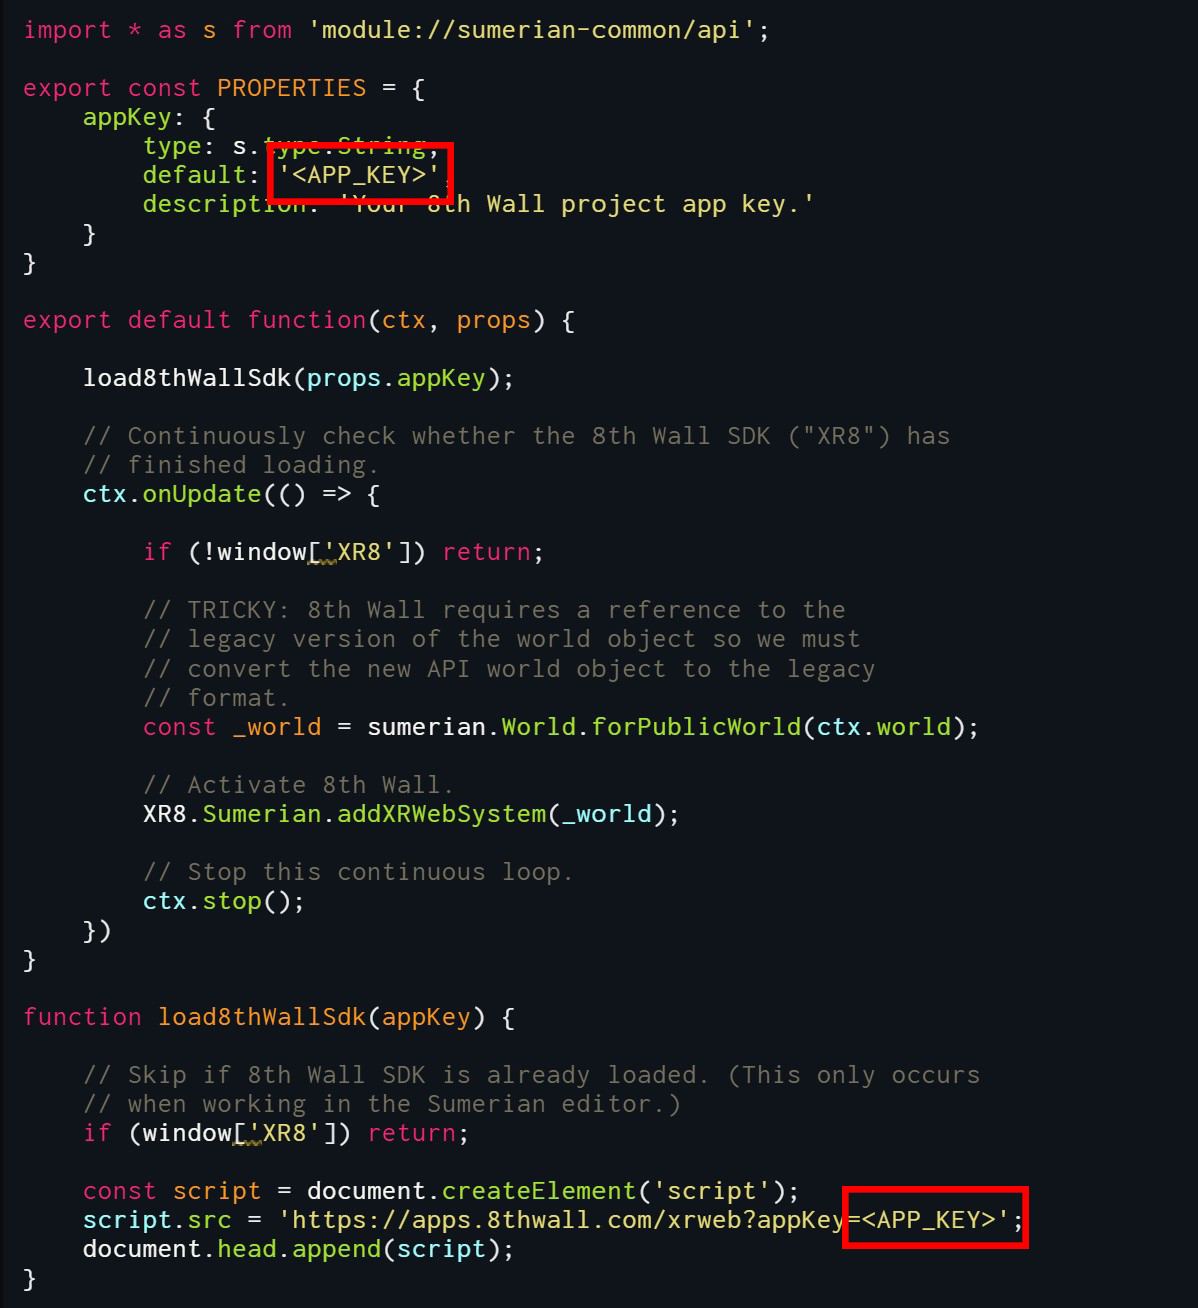 import * as s from 'module://sumerian-common/api';
export const PROPERTIES = {
appKey: {
type: s.type.String,
default: '<APP_KEY>',
description: 'Your 8th Wall project app key.'
}
}
export default function(ctx, props) {
load8thWallSdk(props.appKey);
// Continuously check whether the 8th Wall SDK ("XR8") has
// finished loading.
ctx.onUpdate(() => {
if (!window['XR8']) return;
// TRICKY: 8th Wall requires a reference to the
// legacy version of the world object so we must
// convert the new API world object to the legacy
// format.
const _world = sumerian.World.forPublicWorld(ctx.world);
// Activate 8th Wall.
XR8.Sumerian.addXRWebSystem(_world);
// Stop this continuous loop.
ctx.stop();
})
}
function load8thWallSdk(appKey) {
// Skip if 8th Wall SDK is already loaded. (This only occurs
// when working in the Sumerian editor.)
if (window['XR8']) return;
const script = document.createElement('script');
script.src = 'https://apps.8thwall.com/xrweb?appKey=<APP_KEY>';
document.head.append(script);
}